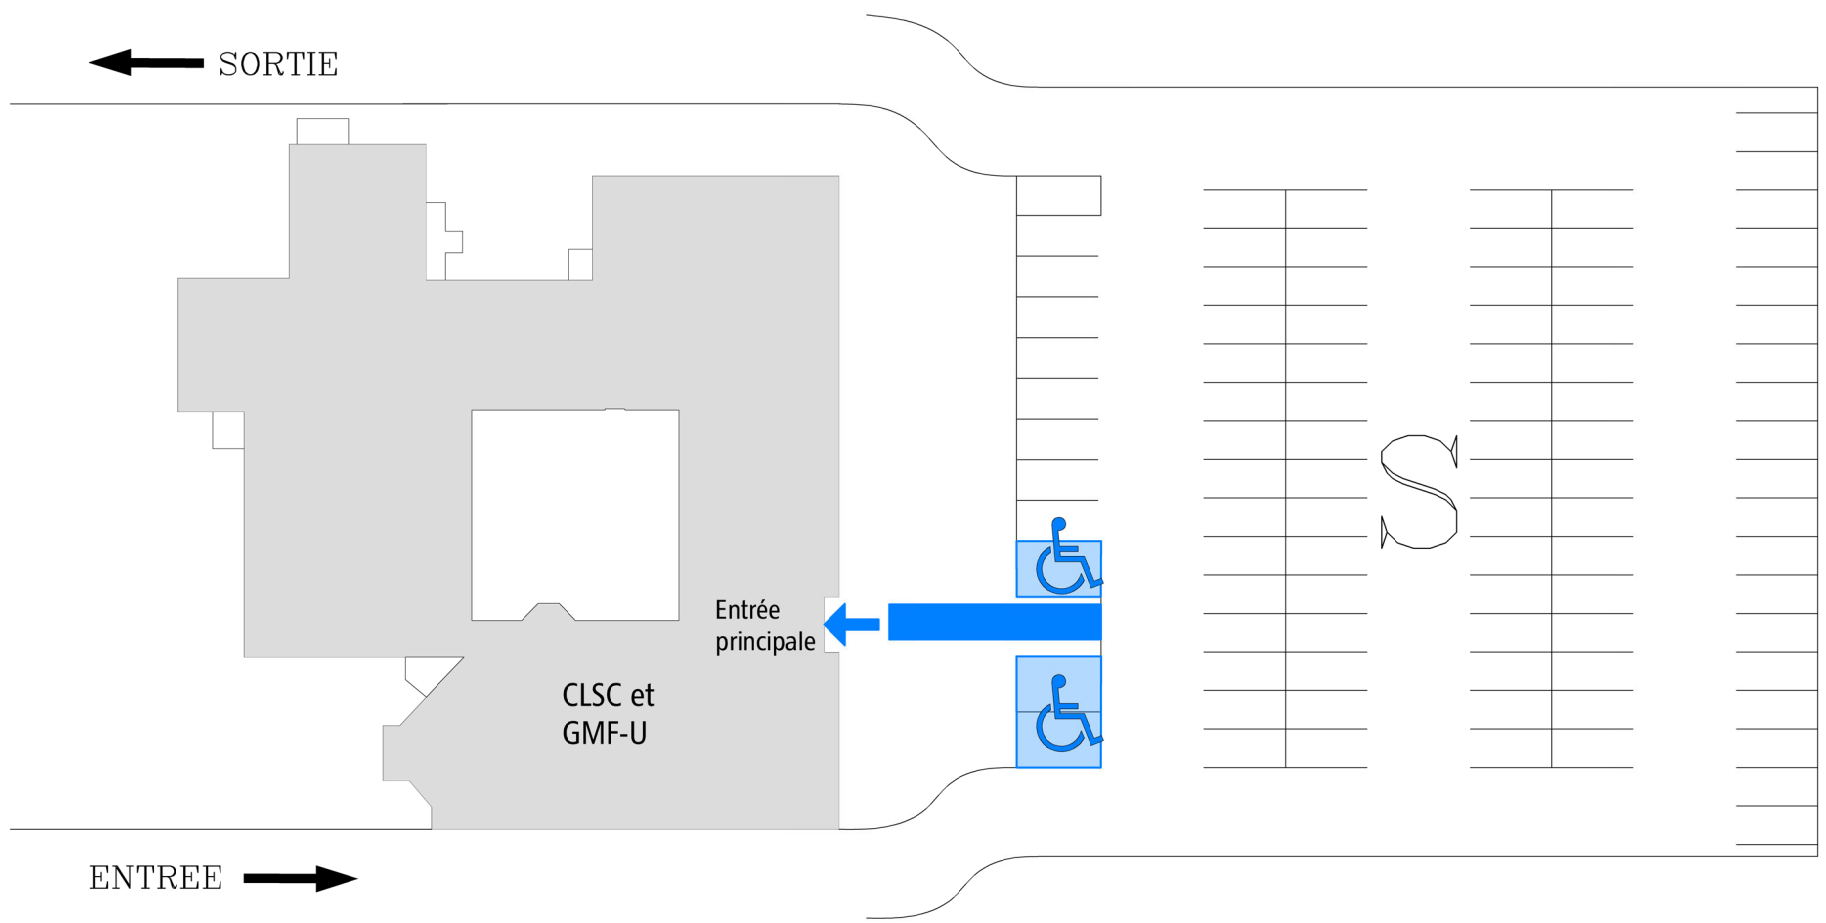 SORTIE
S
Entrée
principale
CLSC et
GMF-U
ENTREE